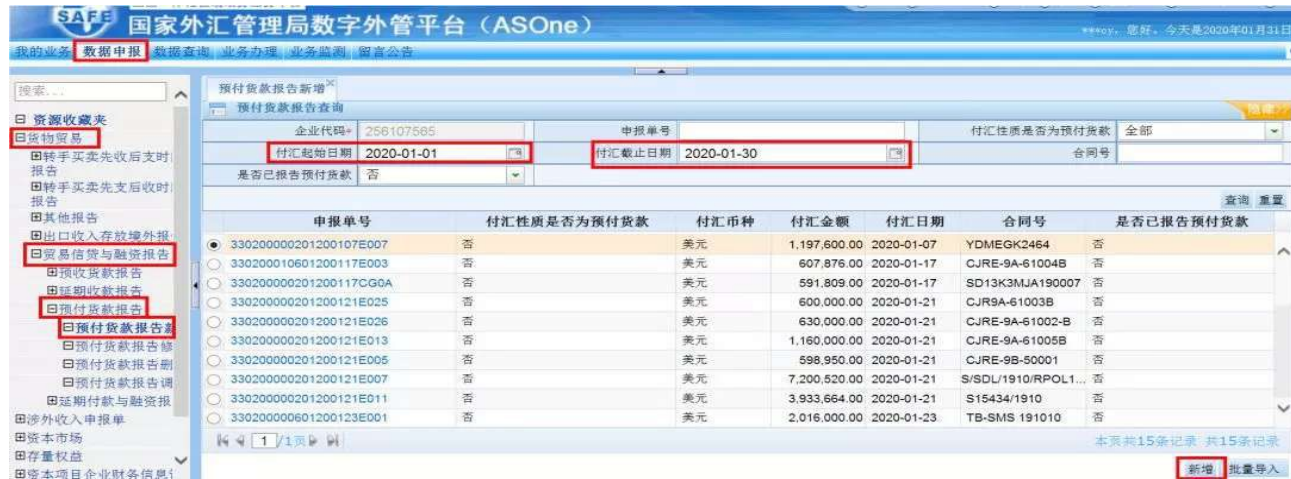 SAFE
国家外汇管理局数字外管平台（ASOne）
您好，今天是2020年01月31日
我的业务 数据申报 数据查询 业务办理 业务监测 留言公告
搜索...
预付货款报告新增
预付货款报告查询
隐藏>>
企业代码* 256107565 申报单号 付汇性质是否为预付货款 全部
付汇起始日期 2020-01-01 付汇截止日期 2020-01-30 合同号
是否已报告预付货款 否
查询 重置
资源收藏夹
货物贸易
转手买卖先收后支时
报告
转手买卖先支后收时
报告
其他报告
出口收入存放境外报
贸易信贷与融资报告
预收货款报告
延期收款报告
预付货款报告
预付货款报告新
预付货款报告修
预付货款报告删
预付货款报告调
延期付款与融资报
涉外收入申报单
资本市场
存量权益
资本项目企业财务信息
申报单号 付汇性质是否为预付货款 付汇币种 付汇金额 付汇日期 合同号 是否已报告预付货款
330200000201200107E007 否 美元 1,197,600.00 2020-01-07 YDMEGK2464 否
330200010601200117E003 否 美元 607,876.00 2020-01-17 CJRE-9A-61004B 否
330200000201200117CG0A 否 美元 591,809.00 2020-01-17 SD13K3MJA190007 否
330200000201200121E025 否 美元 600,000.00 2020-01-21 CJR9A-61003B 否
330200000201200121E026 否 美元 630,000.00 2020-01-21 CJRE-9A-61002-B 否
330200000201200121E013 否 美元 1,160,000.00 2020-01-21 CJRE-9A-61005B 否
330200000201200121E005 否 美元 598,950.00 2020-01-21 CJRE-9B-50001 否
330200000201200121E007 否 美元 7,200,520.00 2020-01-21 S/SDL/1910/RPOL1... 否
330200000201200121E011 否 美元 3,933,664.00 2020-01-21 S15434/1910 否
330200000601200123E001 否 美元 2,016,000.00 2020-01-23 TB-SMS 191010 否
1 /1页
本页共15条记录 共15条记录
新增 批量导入